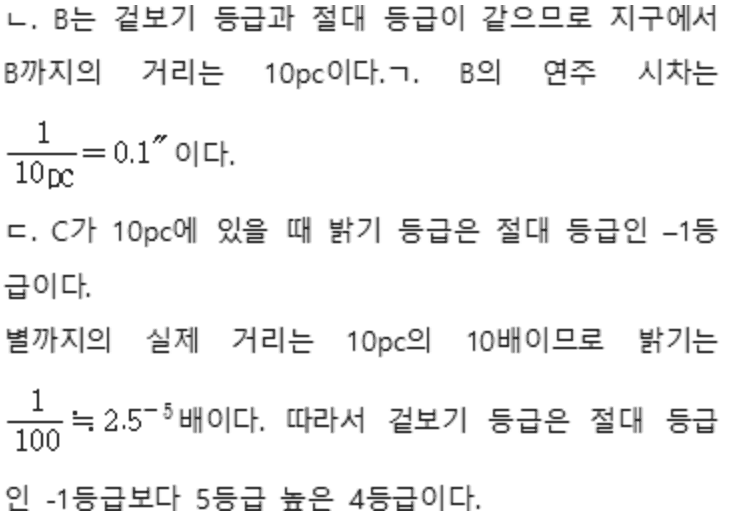 ㄴ. B는 겉보기 등급과 절대 등급이 같으므로 지구에서
B까지의 거리는 10pc이다.ㄱ. B의 연주 시차는
1/10pc = 0.1″이다.
ㄷ. C가 10pc에 있을 때 밝기 등급은 절대 등급인 –1등
급이다.
별까지의 실제 거리는 10pc의 10배이므로 밝기는
1/100 ≒ 2.5⁻⁵배이다. 따라서 겉보기 등급은 절대 등급
인 -1등급보다 5등급 높은 4등급이다.